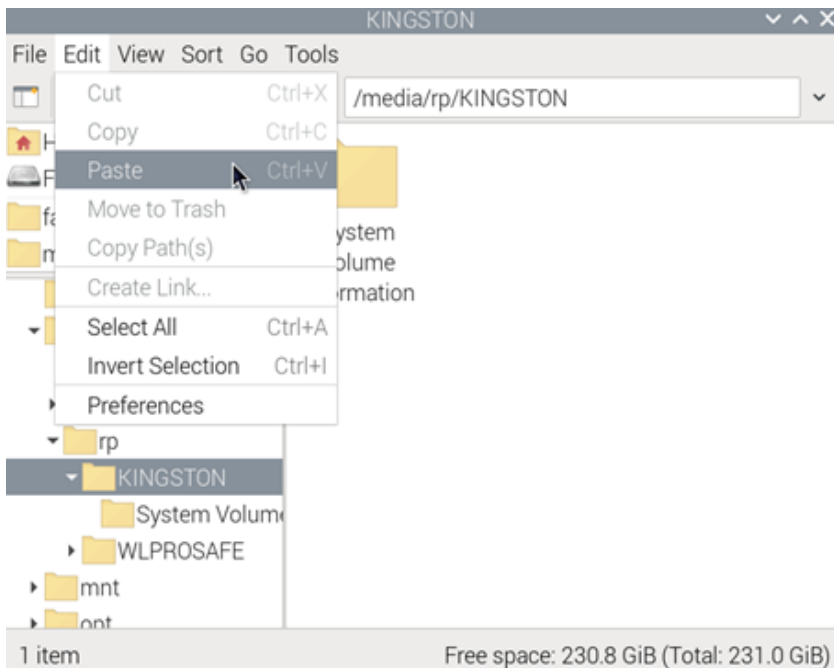 KINGSTON
File Edit View Sort Go Tools
Cut Ctrl+X
/media/rp/KINGSTON
Copy Ctrl+C
Paste Ctrl+V
Move to Trash
Copy Path(s)
Create Link...
Select All Ctrl+A
Invert Selection Ctrl+I
Preferences
ystem
olume
rmation
rp
KINGSTON
System Volum
WLPROSAFE
mnt
opt
1 item
Free space: 230.8 GiB (Total: 231.0 GiB)